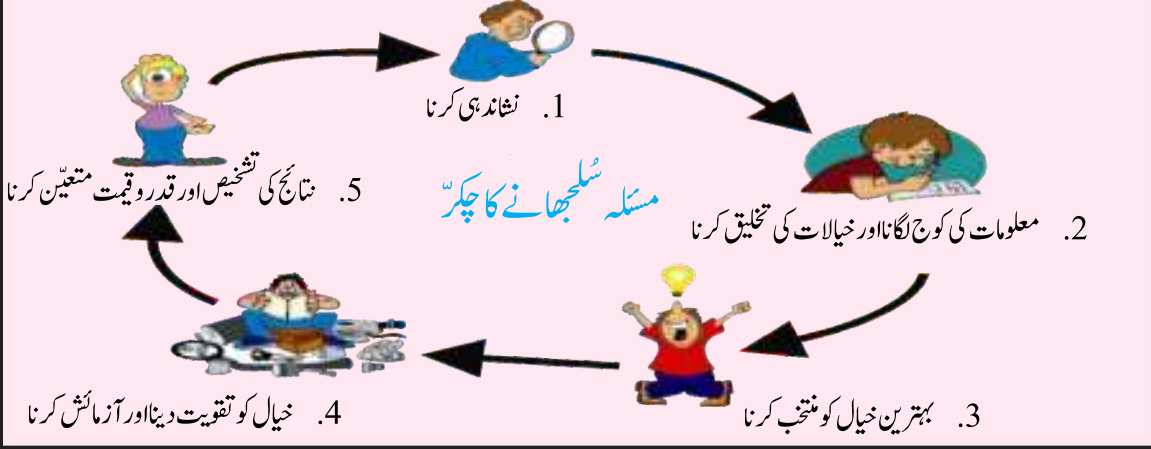 1. نشاندہی کرنا
مسئلہ سُلجھانے کا چکّر
2. معلومات کی کوج لگانا اور خیالات کی تخلیق کرنا
3. بہترین خیال کو منتخب کرنا
4. خیال کو تقویت دینا اور آزمائش کرنا
5. نتائج کی تشخیص اور قدر و قیمت متعیّن کرنا